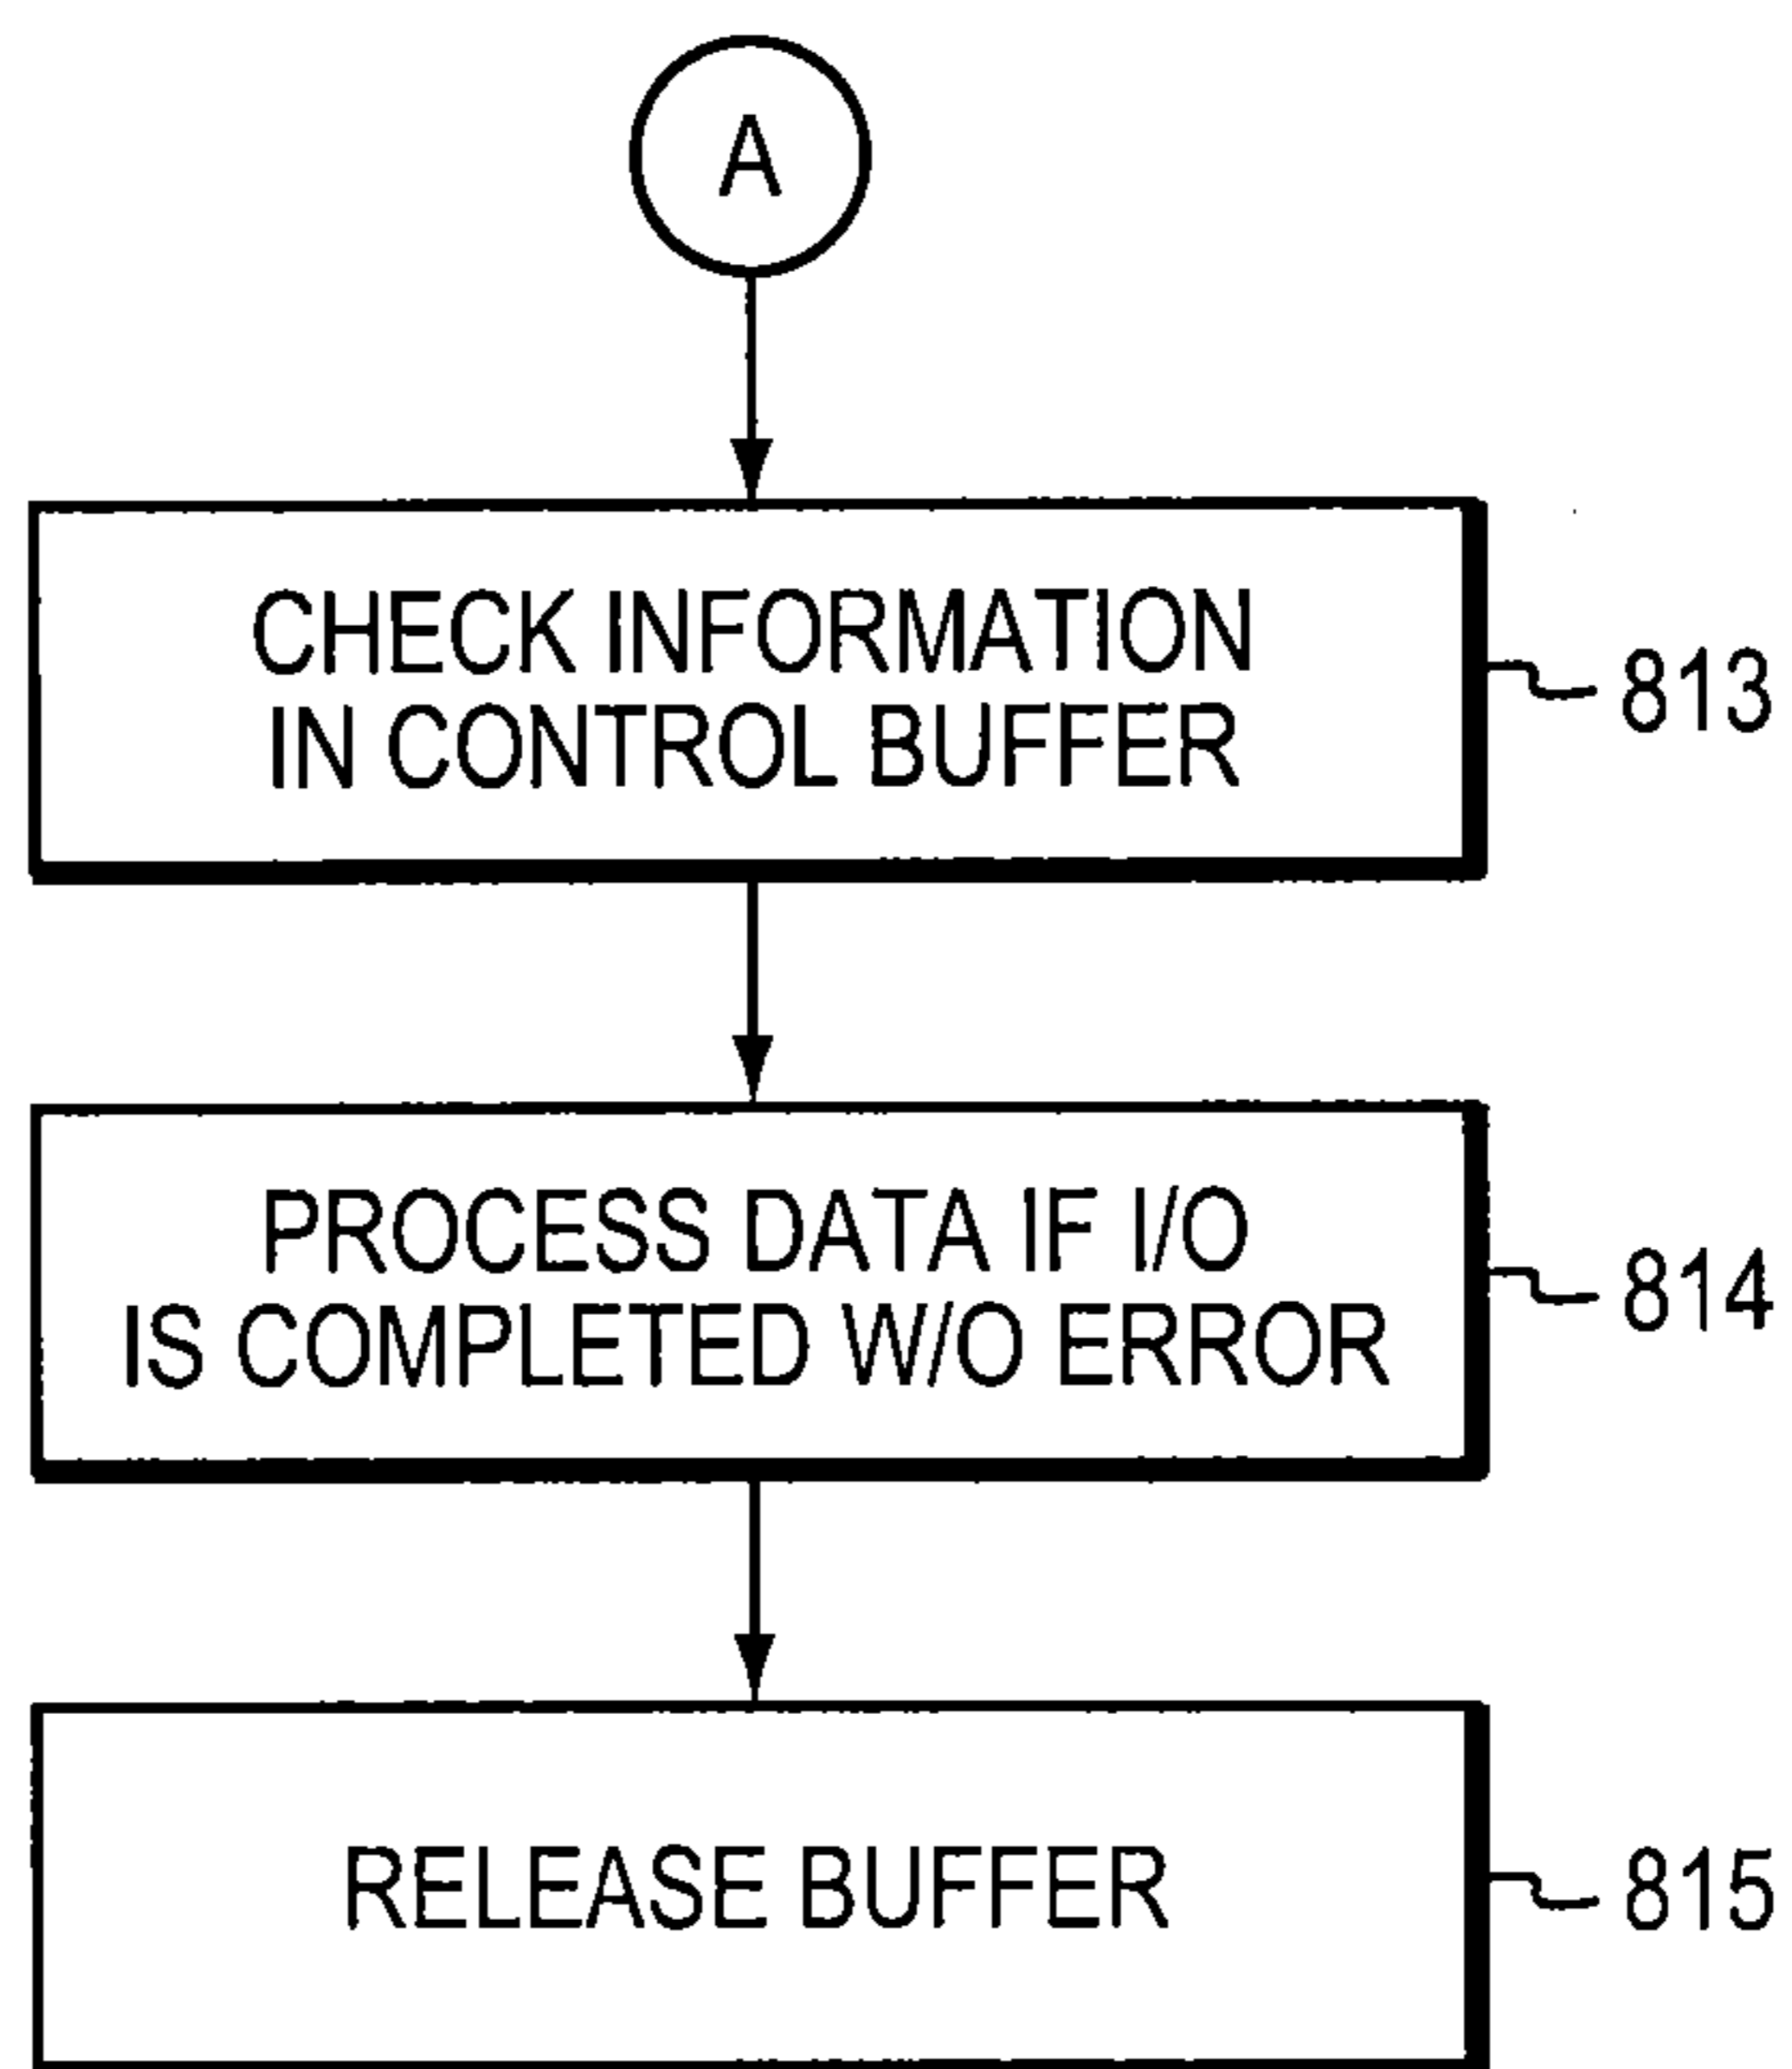 A
CHECK INFORMATION
IN CONTROL BUFFER
813
PROCESS DATA IF I/O
IS COMPLETED W/O ERROR
814
RELEASE BUFFER
815